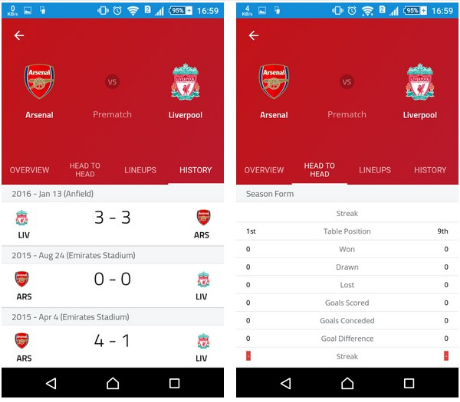 0
KB/s
95%
16:59
Arsenal
VS
Liverpool
Arsenal
Prematch
Liverpool
OVERVIEW
HEAD TO
HEAD
LINEUPS
HISTORY
2016 - Jan 13 (Anfield)
3 - 3
LIV
ARS
2015 - Aug 24 (Emirates Stadium)
0 - 0
ARS
LIV
2015 - Apr 4 (Emirates Stadium)
4 - 1
ARS
LIV
4
KB/s
95%
16:59
Arsenal
VS
Arsenal
Prematch
Liverpool
OVERVIEW
HEAD TO
HEAD
LINEUPS
HISTORY
Season Form
Streak
1st Table Position 9th
0 Won 0
0 Drawn 0
0 Lost 0
0 Goals Scored 0
0 Goals Conceded 0
0 Goal Difference 0
- Streak -